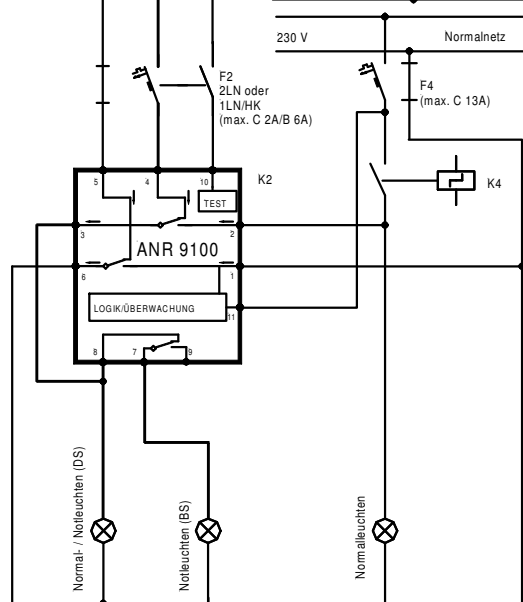 230 V
Normalnetz
F2
2LN oder
1LN/HK
(max. C 2A/B 6A)
F4
(max. C 13A)
5
4
10
K2
TEST
K4
3
2
ANR 9100
6
1
LOGIK/ÜBERWACHUNG
11
8
7
9
Normal- / Notleuchten (DS)
Notleuchten (BS)
Normalleuchten